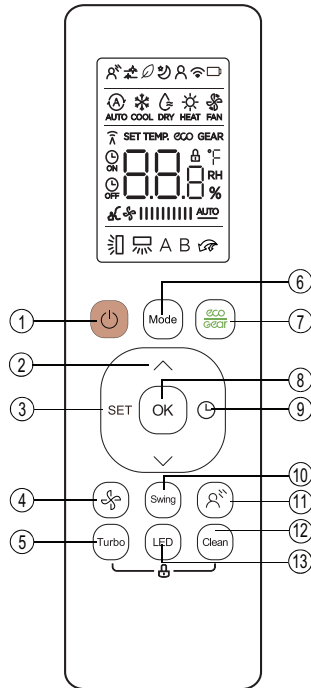 AUTO COOL DRY HEAT FAN
SET TEMP. eco GEAR
ON
88.8 °F
RH
OFF
%
AUTO
A B
6
1
Mode
eco
Gear
7
2
8
3
SET
OK
9
10
4
Swing
11
5
Turbo
LED
Clean
12
13